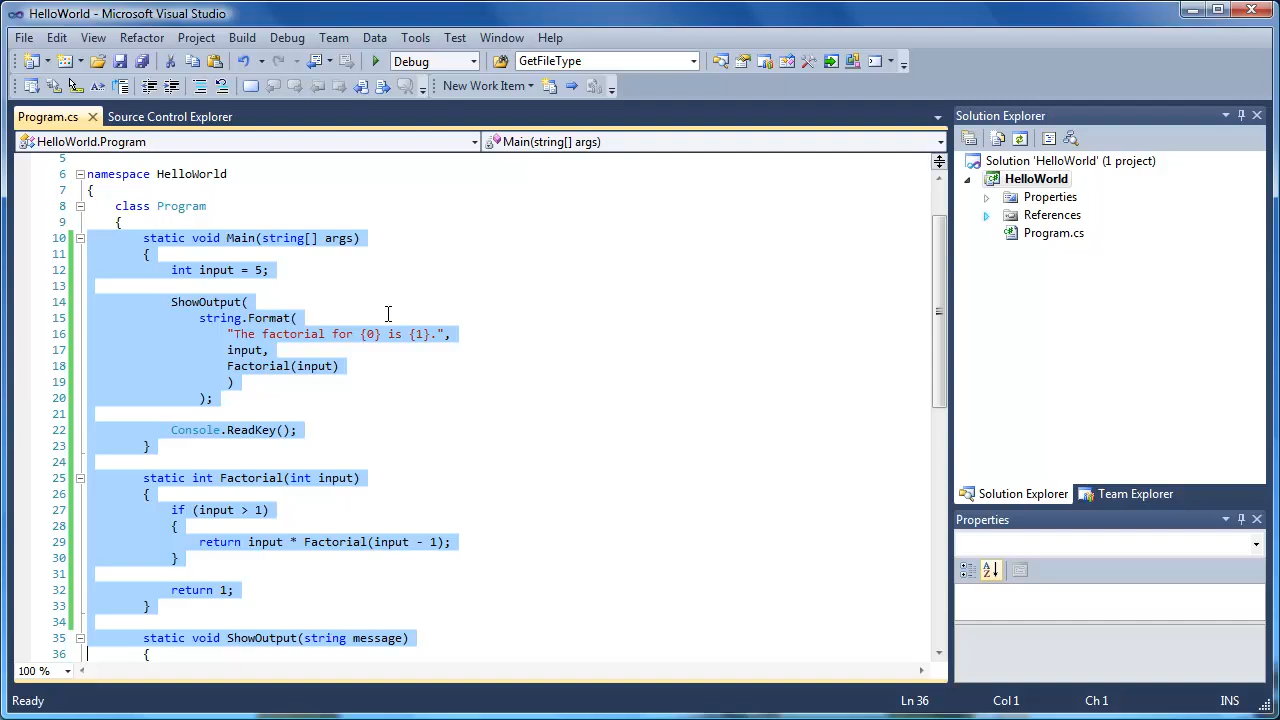 HelloWorld - Microsoft Visual Studio
File Edit View Refactor Project Build Debug Team Data Tools Test Window Help
Debug GetFileType
New Work Item
Program.cs Source Control Explorer
HelloWorld.Program Main(string[] args)
5
6 namespace HelloWorld
7 {
8 class Program
9 {
10 static void Main(string[] args)
11 {
12 int input = 5;
13
14 ShowOutput(
15 string.Format(
16 "The factorial for {0} is {1}.",
17 input,
18 Factorial(input)
19 )
20 );
21
22 Console.ReadKey();
23 }
24
25 static int Factorial(int input)
26 {
27 if (input > 1)
28 {
29 return input * Factorial(input - 1);
30 }
31
32 return 1;
33 }
34
35 static void ShowOutput(string message)
36 {
100 %
Solution Explorer
Solution 'HelloWorld' (1 project)
HelloWorld
Properties
References
Program.cs
Solution Explorer Team Explorer
Properties
Ready Ln 36 Col 1 Ch 1 INS